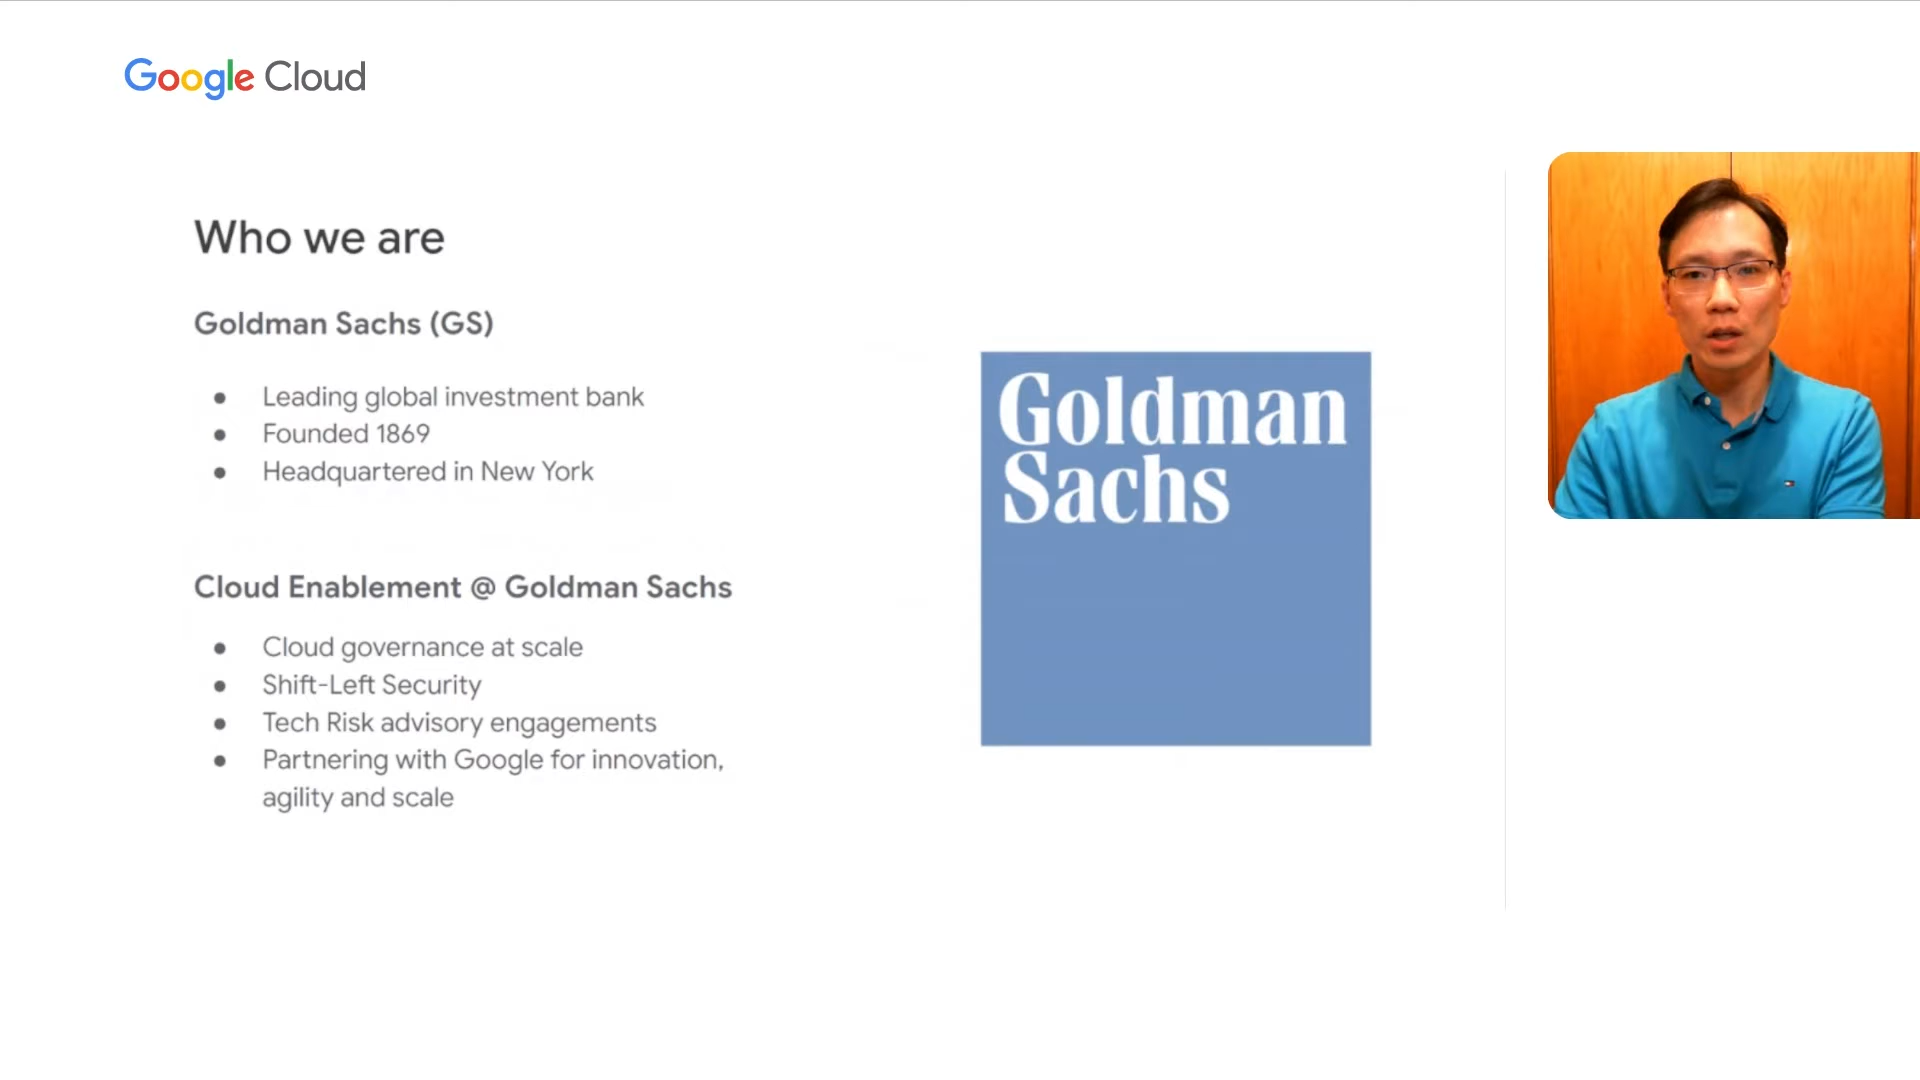 Google Cloud
Who we are
Goldman Sachs (GS)
● Leading global investment bank
● Founded 1869
● Headquartered in New York
Cloud Enablement @ Goldman Sachs
● Cloud governance at scale
● Shift-Left Security
● Tech Risk advisory engagements
● Partnering with Google for innovation,
agility and scale
Goldman
Sachs